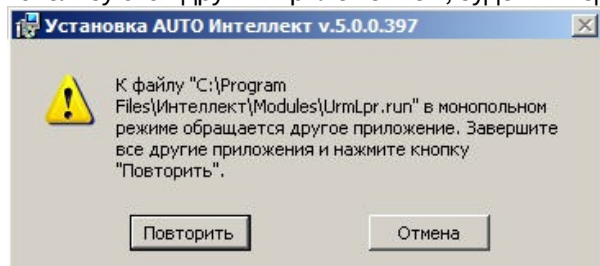 Установка AUTO Интеллект v.5.0.0.397
К файлу "C:\Program
Files\Интеллект\Modules\UrmLpr.run" в монопольном
режиме обращается другое приложение. Завершите
все другие приложения и нажмите кнопку
"Повторить".
Повторить Отмена